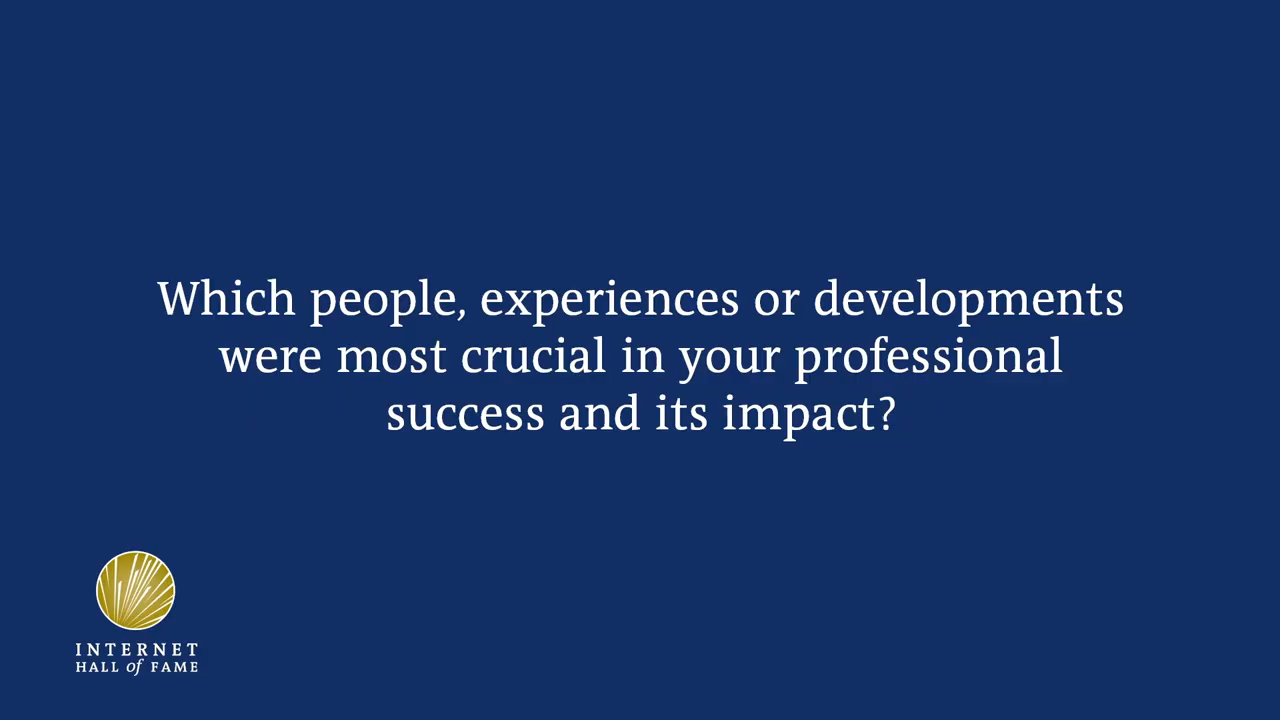 Which people, experiences or developments
were most crucial in your professional
success and its impact?
INTERNET
HALL of FAME